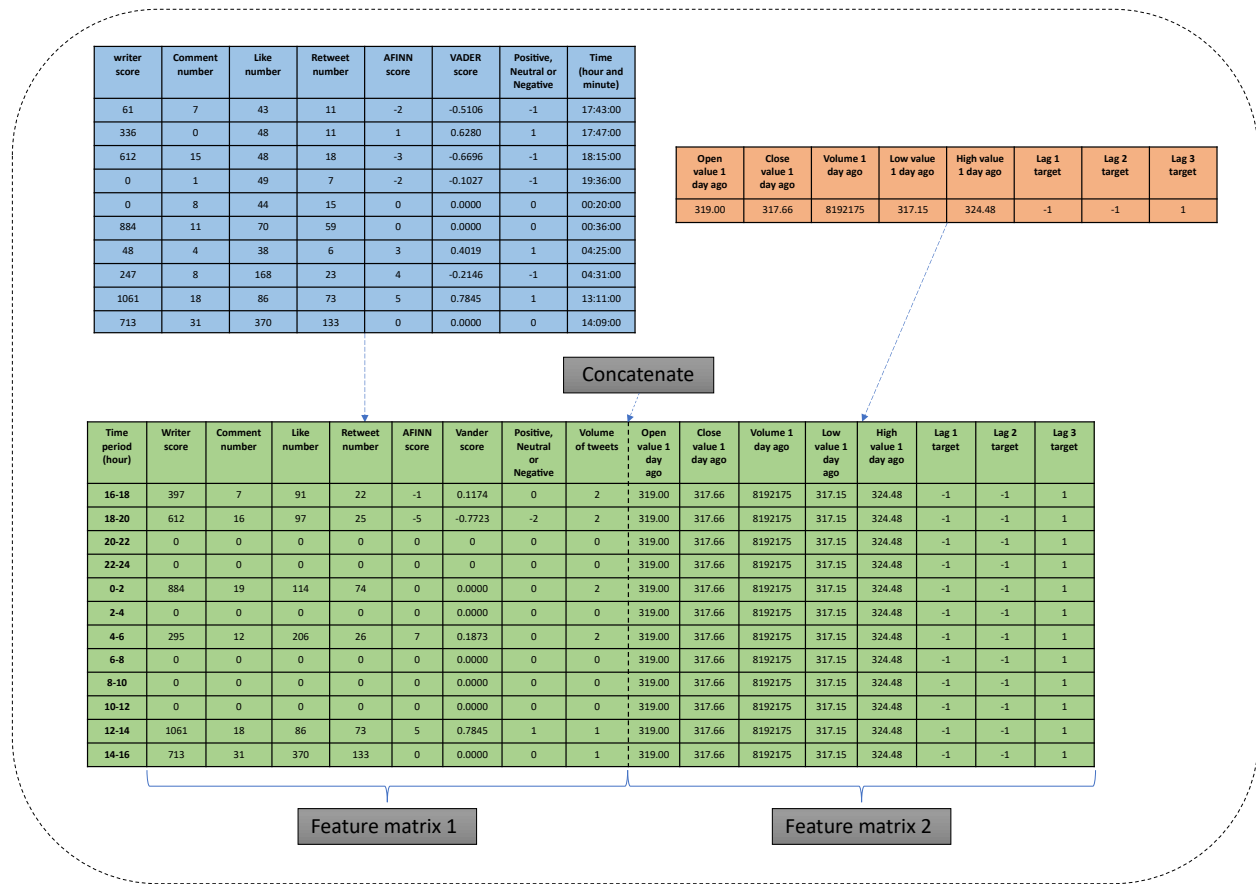 writer score Comment number Like number Retweet number AFINN score VADER score Positive, Neutral or Negative Time (hour and minute)
61 7 43 11 -2 -0.5106 -1 17:43:00
336 0 48 11 1 0.6280 1 17:47:00
612 15 48 18 -3 -0.6696 -1 18:15:00
0 1 49 7 -2 -0.1027 -1 19:36:00
0 8 44 15 0 0.0000 0 00:20:00
884 11 70 59 0 0.0000 0 00:36:00
48 4 38 6 3 0.4019 1 04:25:00
247 8 168 23 4 -0.2146 -1 04:31:00
1061 18 86 73 5 0.7845 1 13:11:00
713 31 370 133 0 0.0000 0 14:09:00
Open value 1 day ago Close value 1 day ago Volume 1 day ago Low value 1 day ago High value 1 day ago Lag 1 target Lag 2 target Lag 3 target
319.00 317.66 8192175 317.15 324.48 -1 -1 1
Concatenate
Time period (hour) Writer score Comment number Like number Retweet number AFINN score Vander score Positive, Neutral or Negative Volume of tweets Open value 1 day ago Close value 1 day ago Volume 1 day ago Low value 1 day ago High value 1 day ago Lag 1 target Lag 2 target Lag 3 target
16-18 397 7 91 22 -1 0.1174 0 2 319.00 317.66 8192175 317.15 324.48 -1 -1 1
18-20 612 16 97 25 -5 -0.7723 -2 2 319.00 317.66 8192175 317.15 324.48 -1 -1 1
20-22 0 0 0 0 0 0 0 0 319.00 317.66 8192175 317.15 324.48 -1 -1 1
22-24 0 0 0 0 0 0 0 0 319.00 317.66 8192175 317.15 324.48 -1 -1 1
0-2 884 19 114 74 0 0.0000 0 2 319.00 317.66 8192175 317.15 324.48 -1 -1 1
2-4 0 0 0 0 0 0.0000 0 0 319.00 317.66 8192175 317.15 324.48 -1 -1 1
4-6 295 12 206 26 7 0.1873 0 2 319.00 317.66 8192175 317.15 324.48 -1 -1 1
6-8 0 0 0 0 0 0.0000 0 0 319.00 317.66 8192175 317.15 324.48 -1 -1 1
8-10 0 0 0 0 0 0.0000 0 0 319.00 317.66 8192175 317.15 324.48 -1 -1 1
10-12 0 0 0 0 0 0.0000 0 0 319.00 317.66 8192175 317.15 324.48 -1 -1 1
12-14 1061 18 86 73 5 0.7845 1 1 319.00 317.66 8192175 317.15 324.48 -1 -1 1
14-16 713 31 370 133 0 0.0000 0 1 319.00 317.66 8192175 317.15 324.48 -1 -1 1
Feature matrix 1
Feature matrix 2